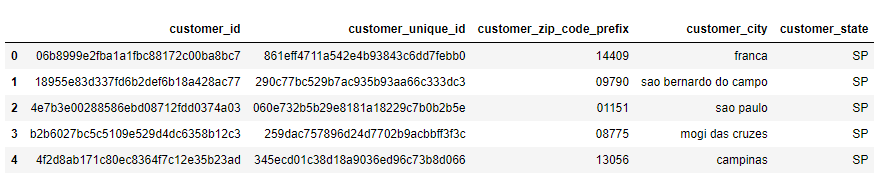 customer_id customer_unique_id customer_zip_code_prefix customer_city customer_state
0 06b8999e2fba1a1fbc88172c00ba8bc7 861eff4711a542e4b93843c6dd7febb0 14409 franca SP
1 18955e83d337fd6b2def6b18a428ac77 290c77bc529b7ac935b93aa66c333dc3 09790 sao bernardo do campo SP
2 4e7b3e00288586ebd08712fdd0374a03 060e732b5b29e8181a18229c7b0b2b5e 01151 sao paulo SP
3 b2b6027bc5c5109e529d4dc6358b12c3 259dac757896d24d7702b9acbbff3f3c 08775 mogi das cruzes SP
4 4f2d8ab171c80ec8364f7c12e35b23ad 345ecd01c38d18a9036ed96c73b8d066 13056 campinas SP